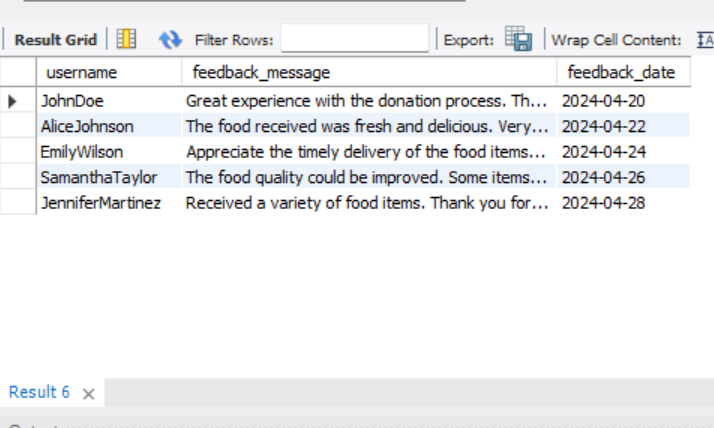 Result Grid Filter Rows: Export: Wrap Cell Content:
username feedback_message feedback_date
JohnDoe Great experience with the donation process. Th... 2024-04-20
AliceJohnson The food received was fresh and delicious. Very... 2024-04-22
EmilyWilson Appreciate the timely delivery of the food items... 2024-04-24
SamanthaTaylor The food quality could be improved. Some items... 2024-04-26
JenniferMartinez Received a variety of food items. Thank you for... 2024-04-28
Result 6